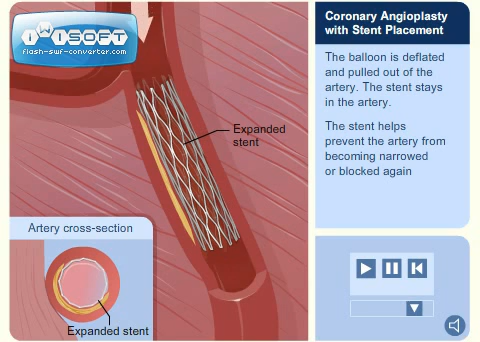 iWiSOFT
flash-swf-converter.com
Coronary Angioplasty
with Stent Placement
The balloon is deflated
and pulled out of the
artery. The stent stays
in the artery.
The stent helps
prevent the artery from
becoming narrowed
or blocked again
Expanded
stent
Artery cross-section
Expanded stent